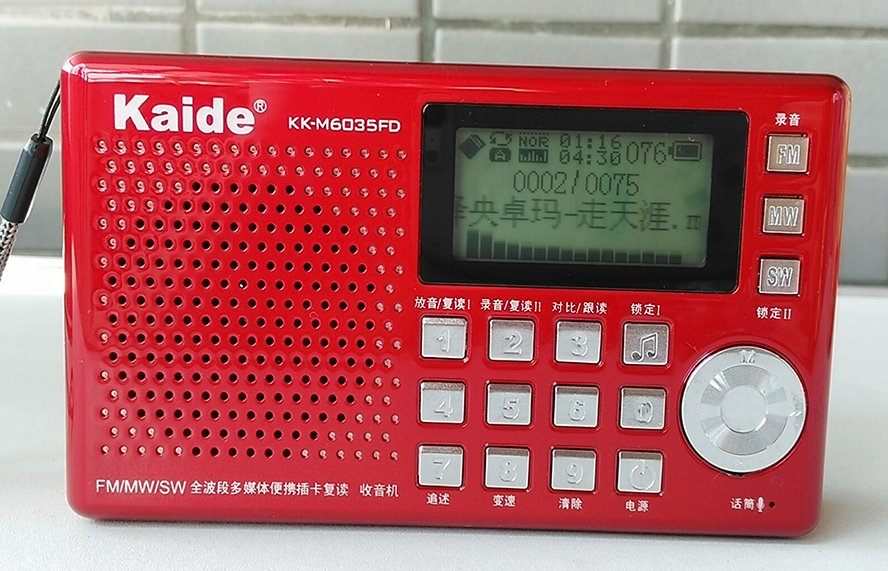 Kaide®
KK-M6035FD
NOR 01:16 076
A 04:30
0002/0075
央卓玛-走天涯.m
录音
FM
MW
SW
锁定II
放音/复读I 录音/复读II 对比/跟读 锁定I
1 2 3
4 5 6 0
7 8 9
追述 变速 清除 电源
FM/MW/SW 全波段多媒体便携插卡复读 收音机
话筒